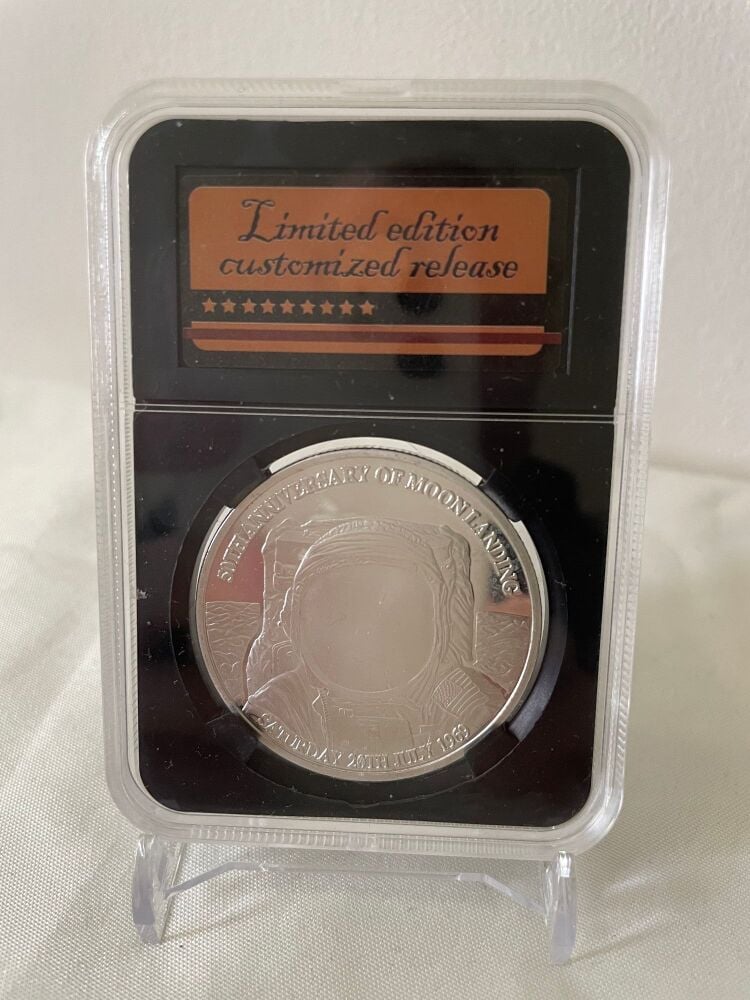 Limited edition
customized release
50TH ANNIVERSARY OF MOON LANDING
SATURDAY 20TH JULY 1969